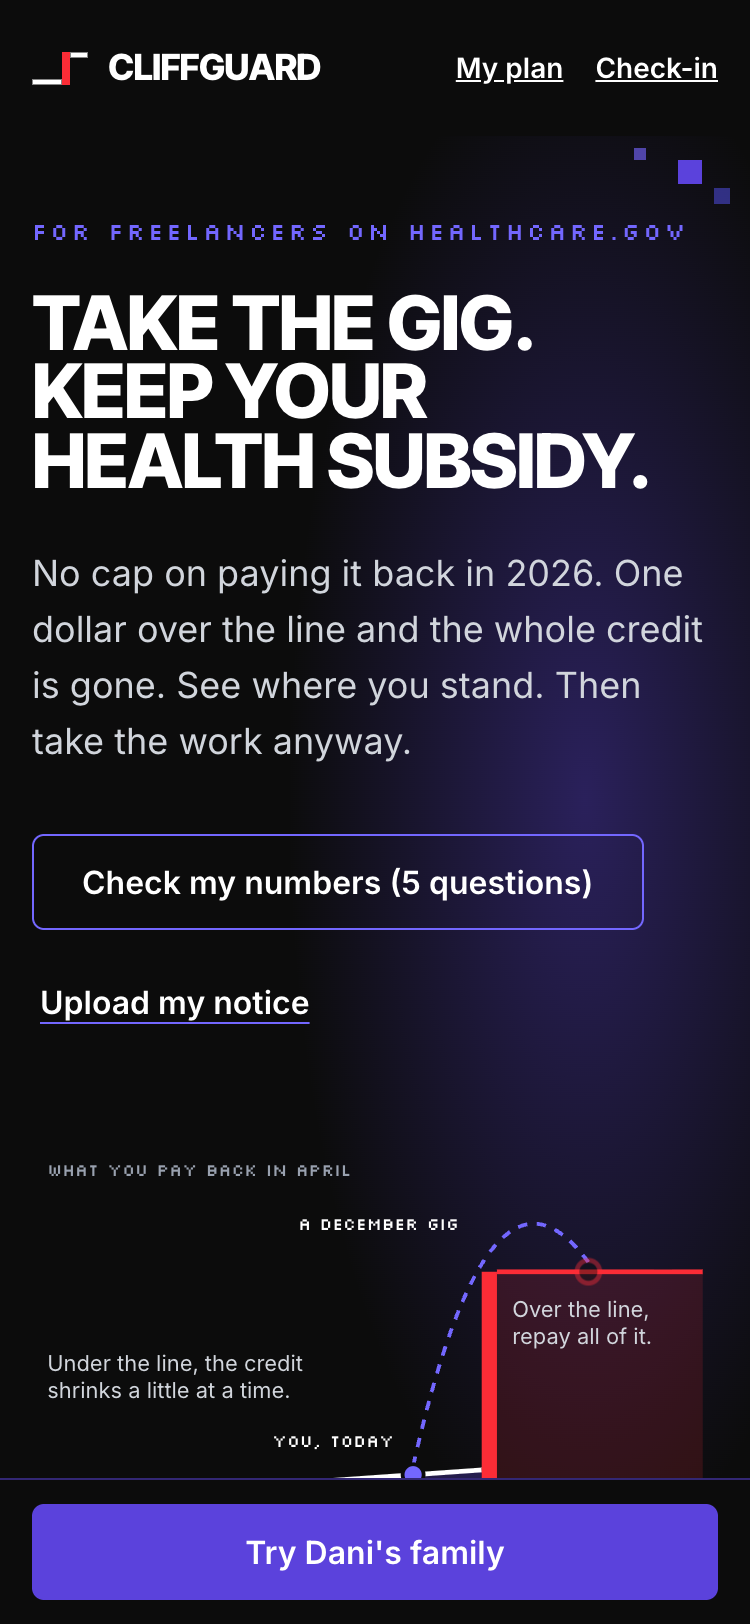 CLIFFGUARD
My plan
Check-in
FOR FREELANCERS ON HEALTHCARE.GOV
TAKE THE GIG.
KEEP YOUR
HEALTH SUBSIDY.
No cap on paying it back in 2026. One
dollar over the line and the whole credit
is gone. See where you stand. Then
take the work anyway.
Check my numbers (5 questions)
Upload my notice
WHAT YOU PAY BACK IN APRIL
A DECEMBER GIG
Over the line,
repay all of it.
Under the line, the credit
shrinks a little at a time.
YOU, TODAY
Try Dani's family